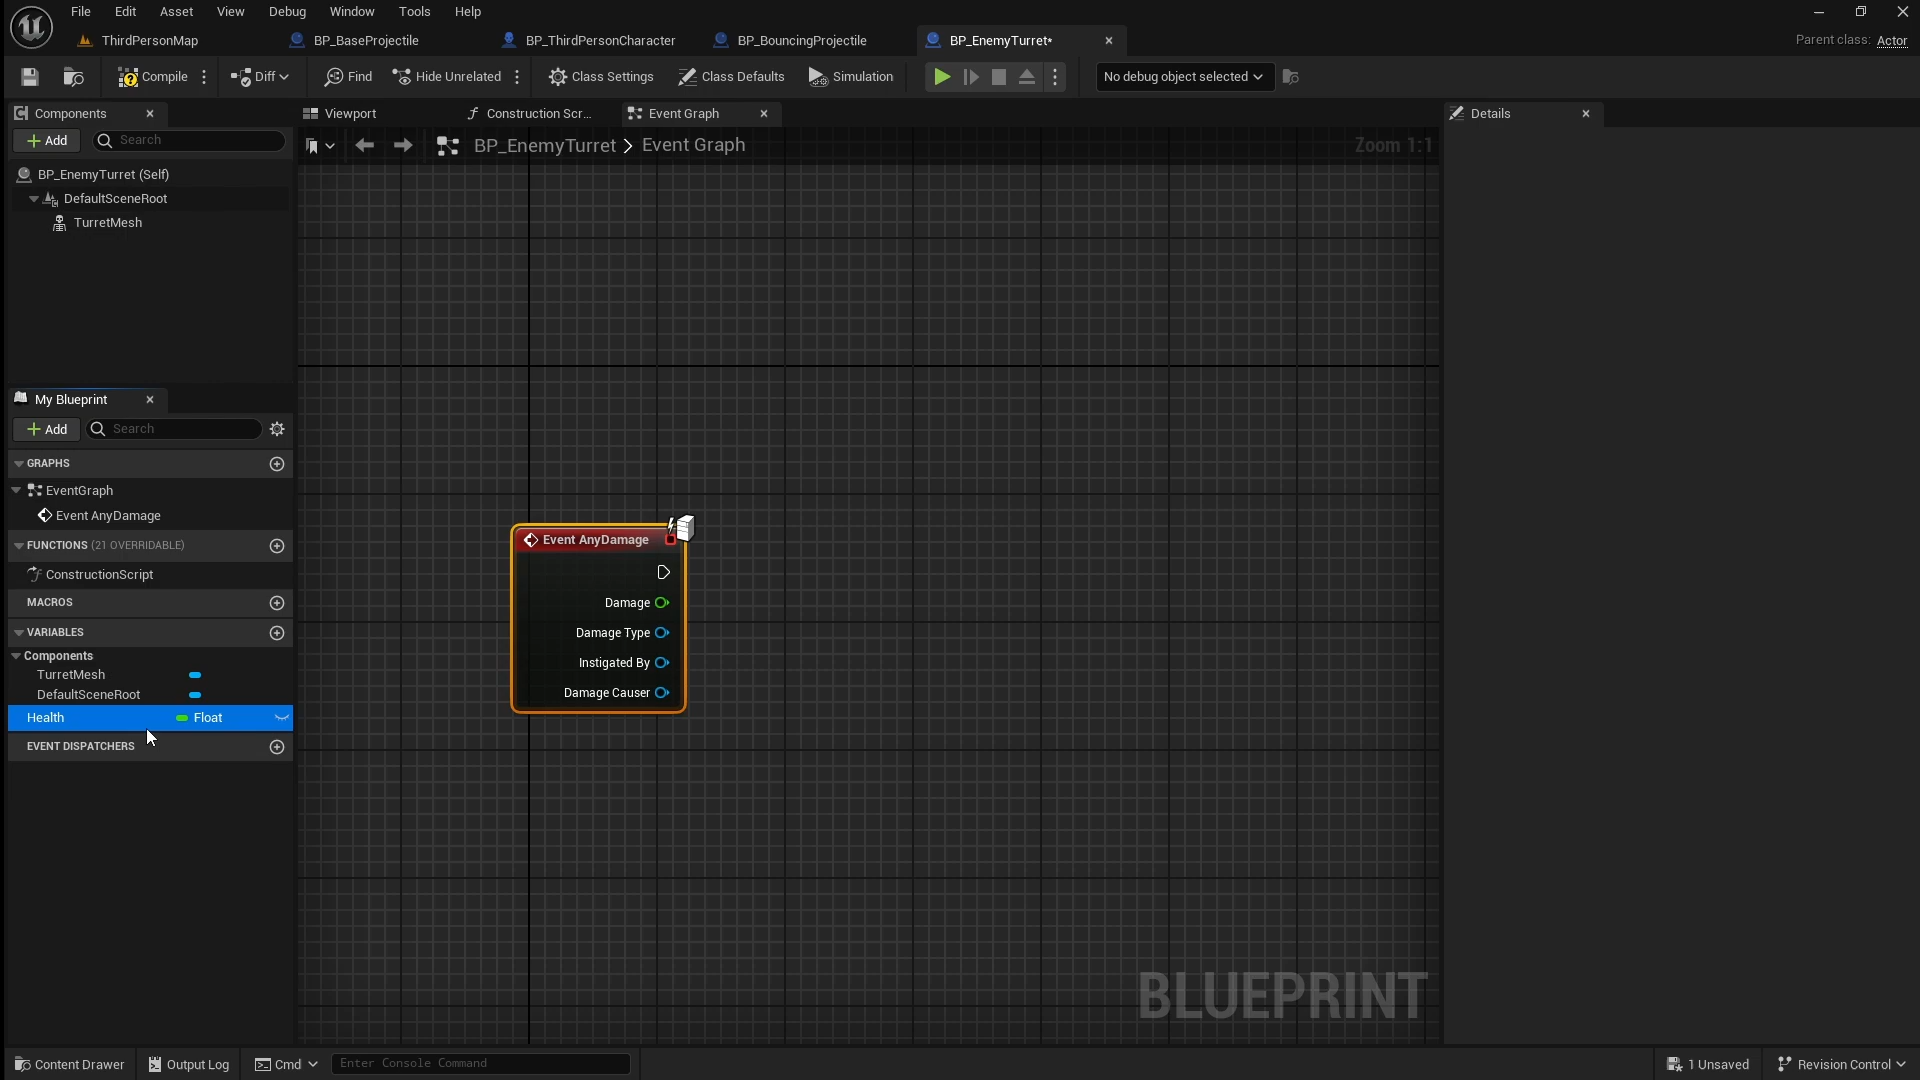 File Edit Asset View Debug Window Tools Help
ThirdPersonMap BP_BaseProjectile BP_ThirdPersonCharacter BP_BouncingProjectile BP_EnemyTurret* Parent class: Actor
Compile Diff Find Hide Unrelated Class Settings Class Defaults Simulation No debug object selected
Components Viewport Construction Scr... Event Graph Details
Add Search
BP_EnemyTurret > Event Graph Zoom 1:1
BP_EnemyTurret (Self)
DefaultSceneRoot
TurretMesh
My Blueprint
Add Search
GRAPHS
EventGraph
Event AnyDamage
FUNCTIONS (21 OVERRIDABLE)
ConstructionScript
MACROS
VARIABLES
Components
TurretMesh
DefaultSceneRoot
Health Float
EVENT DISPATCHERS
Event AnyDamage
Damage
Damage Type
Instigated By
Damage Causer
BLUEPRINT
Content Drawer Output Log Cmd Enter Console Command 1 Unsaved Revision Control